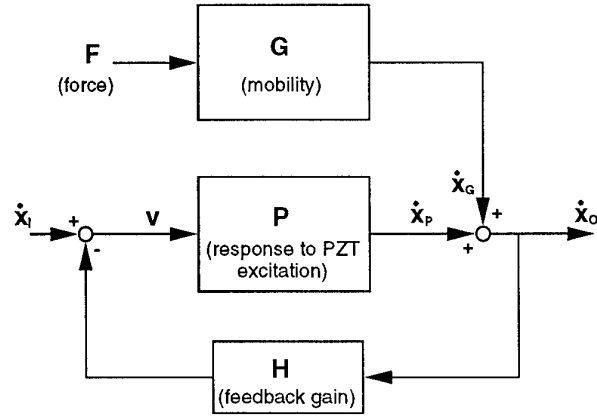 F
(force)
G
(mobility)
ẋG
ẋI
+
-
v
P
(response to PZT
excitation)
ẋP
+
+
ẋO
H
(feedback gain)